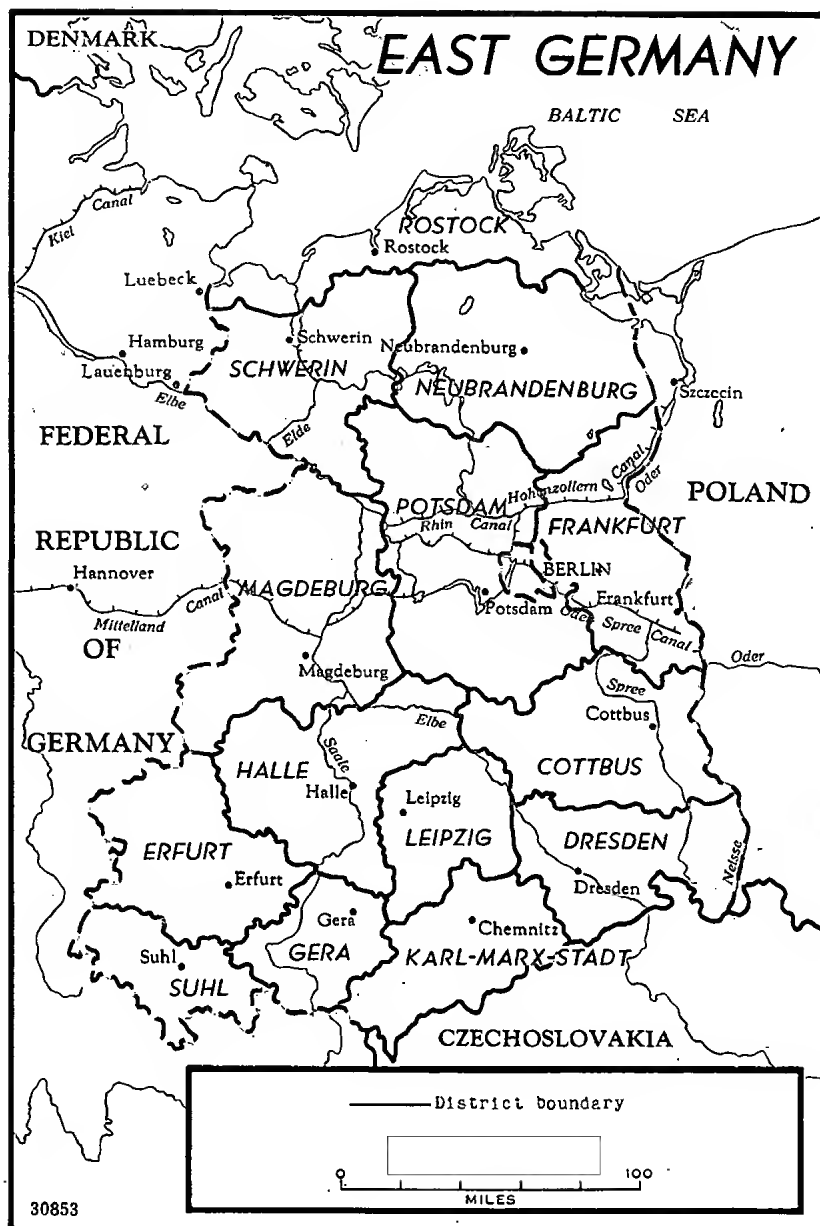 DENMARK
EAST GERMANY
BALTIC SEA
Kiel Canal
ROSTOCK
Rostock
Luebeck
Hamburg
Lauenburg
Elbe
Schwerin
SCHWERIN
Neubrandenburg
NEUBRANDENBURG
Szczecin
Elde
FEDERAL
REPUBLIC
OF
GERMANY
POLAND
Hohenzollern Canal
Oder
POTSDAM
Rhin Canal
FRANKFURT
BERLIN
Hannover
Mittelland Canal
MAGDEBURG
Potsdam
Oder Spree Canal
Frankfurt
Magdeburg
Oder
Spree
Elbe
Cottbus
HALLE
Saale
Halle
COTTBUS
Leipzig
LEIPZIG
ERFURT
Erfurt
DRESDEN
Dresden
Neisse
Gera
GERA
Chemnitz
KARL-MARX-STADT
Suhl
SUHL
CZECHOSLOVAKIA
District boundary
0 100
MILES
30853